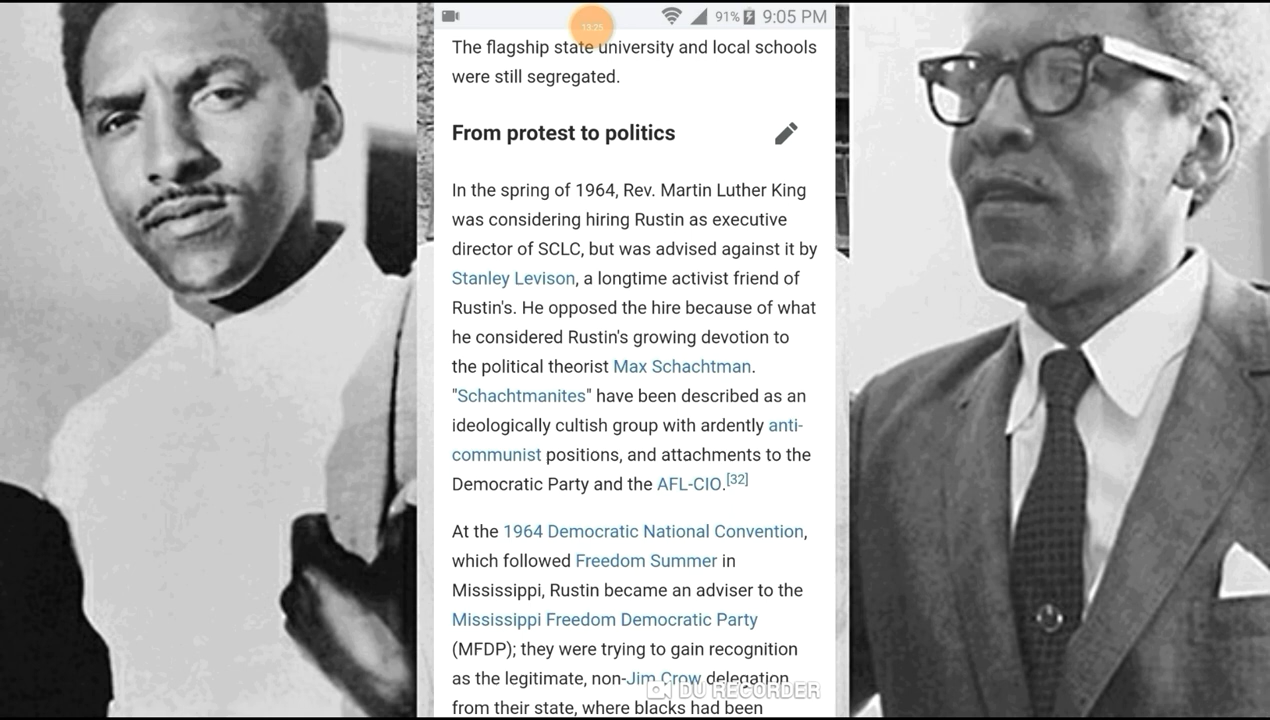 13:25
91%
9:05 PM
The flagship state university and local schools
were still segregated.
From protest to politics
In the spring of 1964, Rev. Martin Luther King
was considering hiring Rustin as executive
director of SCLC, but was advised against it by
Stanley Levison, a longtime activist friend of
Rustin's. He opposed the hire because of what
he considered Rustin's growing devotion to
the political theorist Max Schachtman.
"Schachtmanites" have been described as an
ideologically cultish group with ardently anti-
communist positions, and attachments to the
Democratic Party and the AFL-CIO.[32]
At the 1964 Democratic National Convention,
which followed Freedom Summer in
Mississippi, Rustin became an adviser to the
Mississippi Freedom Democratic Party
(MFDP); they were trying to gain recognition
as the legitimate, non-Jim Crow delegation
DU RECORDER
from their state, where blacks had been